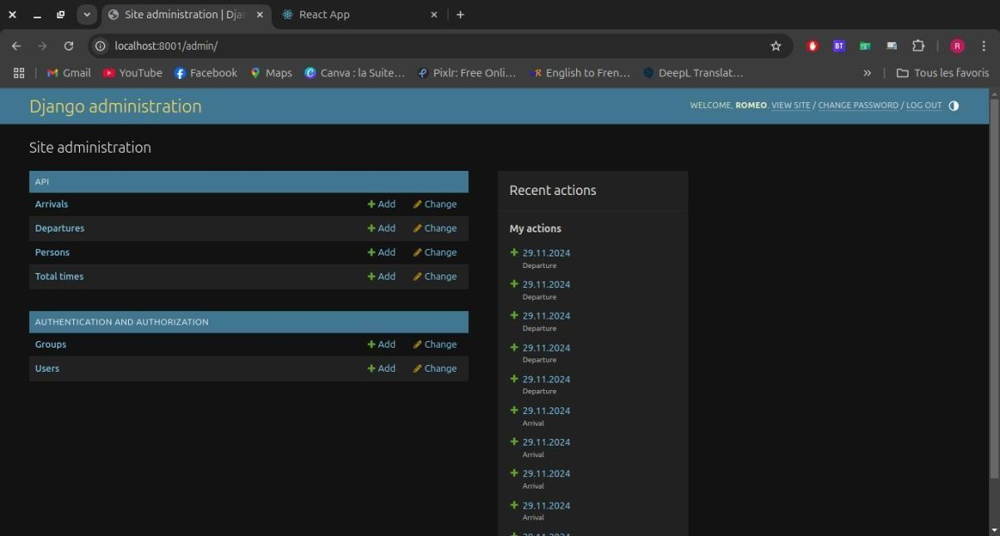 Site administration | Djan
React App
localhost:8001/admin/
BT
R
Gmail
YouTube
Facebook
Maps
Canva : la Suite…
Pixlr: Free Onli…
English to Fren…
DeepL Translat…
Tous les favoris
Django administration
WELCOME, ROMEO. VIEW SITE / CHANGE PASSWORD / LOG OUT
Site administration
API
Arrivals + Add Change
Departures + Add Change
Persons + Add Change
Total times + Add Change
AUTHENTICATION AND AUTHORIZATION
Groups + Add Change
Users + Add Change
Recent actions
My actions
+ 29.11.2024
Departure
+ 29.11.2024
Departure
+ 29.11.2024
Departure
+ 29.11.2024
Departure
+ 29.11.2024
Departure
+ 29.11.2024
Arrival
+ 29.11.2024
Arrival
+ 29.11.2024
Arrival
+ 29.11.2024
Arrival